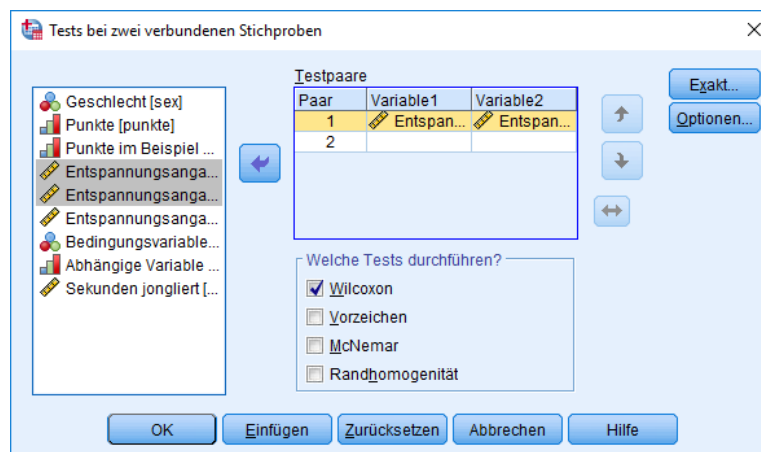 Tests bei zwei verbundenen Stichproben
Geschlecht [sex]
Punkte [punkte]
Punkte im Beispiel ...
Entspannungsanga...
Entspannungsanga...
Entspannungsanga...
Bedingungsvariable...
Abhängige Variable ...
Sekunden jongliert [...
Testpaare
Paar Variable1 Variable2
1 Entspan... Entspan...
2
Exakt...
Optionen...
Welche Tests durchführen?
Wilcoxon
Vorzeichen
McNemar
Randhomogenität
OK Einfügen Zurücksetzen Abbrechen Hilfe